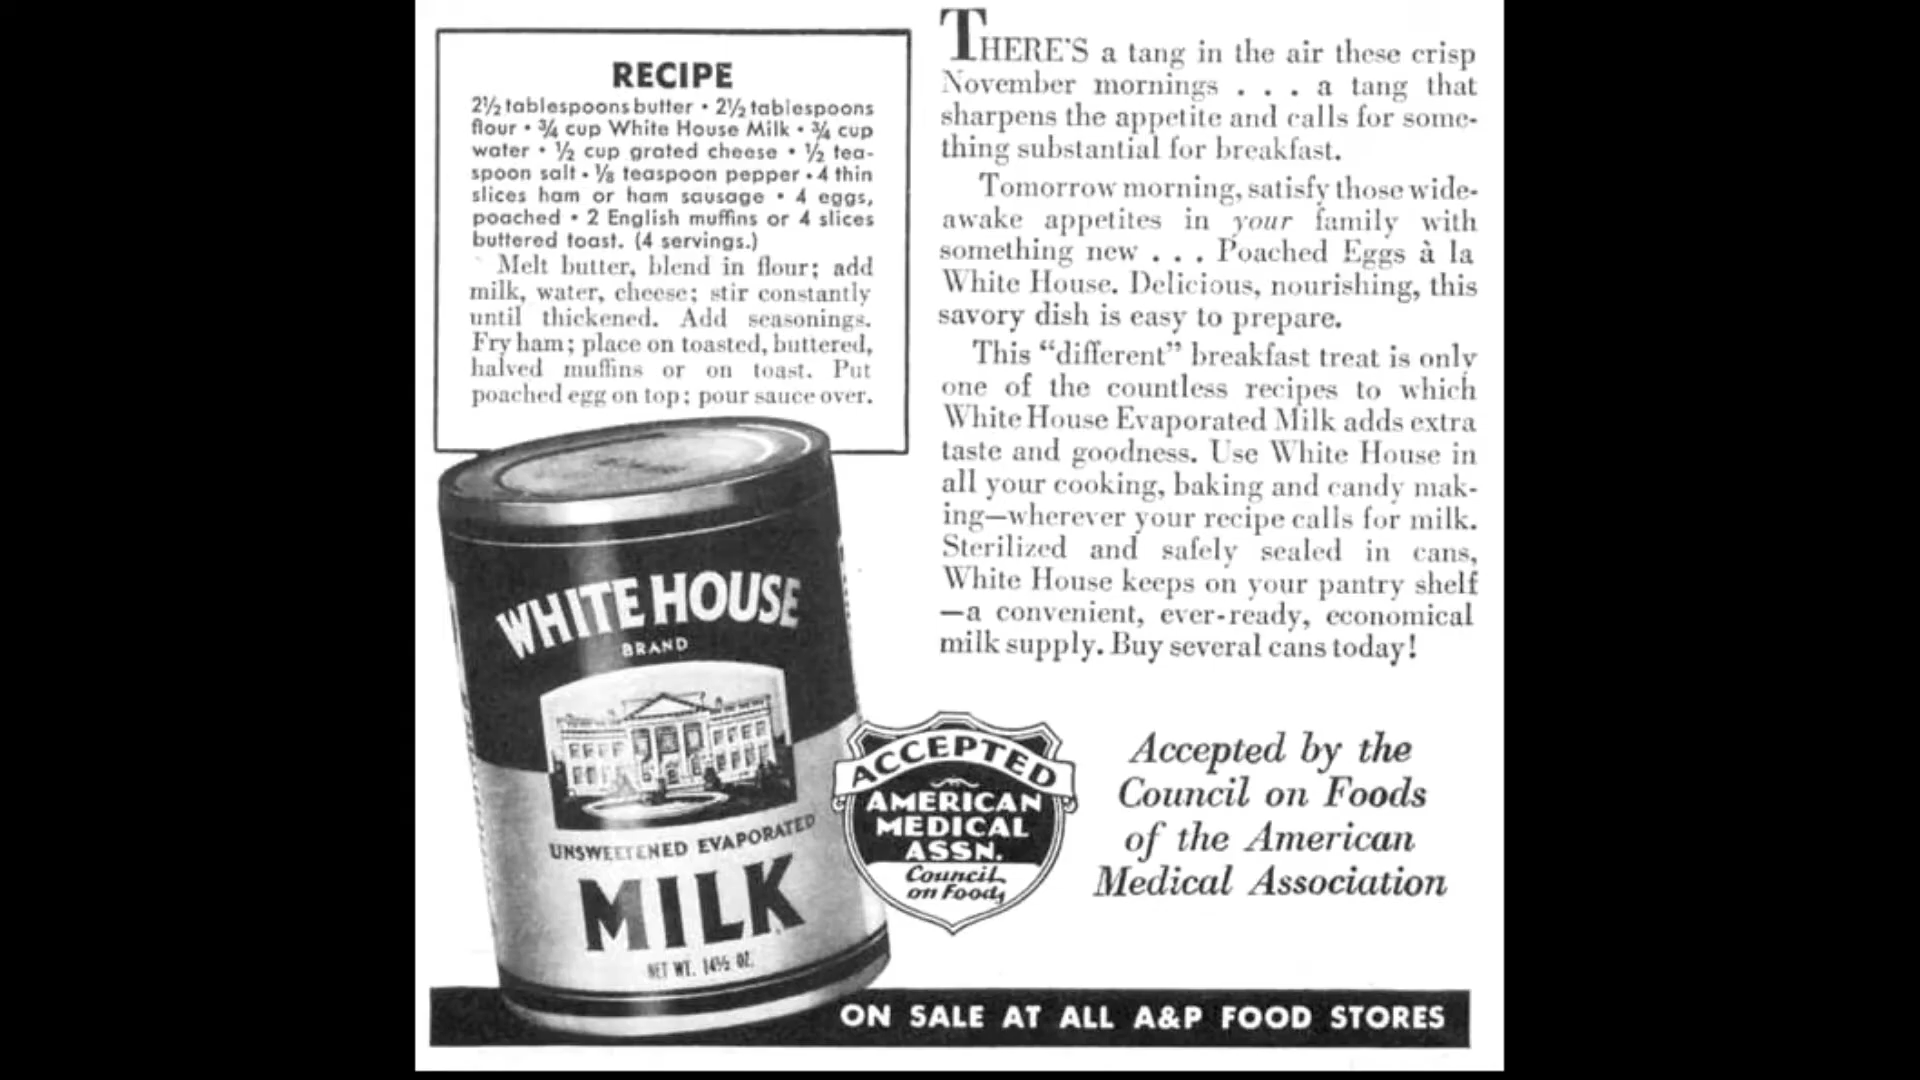 RECIPE
2½ tablespoons butter • 2½ tablespoons
flour • ¾ cup White House Milk • ¾ cup
water • ½ cup grated cheese • ½ tea-
spoon salt • ⅛ teaspoon pepper • 4 thin
slices ham or ham sausage • 4 eggs,
poached • 2 English muffins or 4 slices
buttered toast. (4 servings.)
Melt butter, blend in flour; add
milk, water, cheese; stir constantly
until thickened. Add seasonings.
Fry ham; place on toasted, buttered,
halved muffins or on toast. Put
poached egg on top; pour sauce over.
THERE'S a tang in the air these crisp
November mornings . . . a tang that
sharpens the appetite and calls for some-
thing substantial for breakfast.
Tomorrow morning, satisfy those wide-
awake appetites in your family with
something new . . . Poached Eggs à la
White House. Delicious, nourishing, this
savory dish is easy to prepare.
This “different” breakfast treat is only
one of the countless recipes to which
White House Evaporated Milk adds extra
taste and goodness. Use White House in
all your cooking, baking and candy mak-
ing—wherever your recipe calls for milk.
Sterilized and safely sealed in cans,
White House keeps on your pantry shelf
—a convenient, ever-ready, economical
milk supply. Buy several cans today!
WHITE HOUSE
BRAND
UNSWEETENED EVAPORATED
MILK
NET WT. 14½ OZ.
ACCEPTED
AMERICAN
MEDICAL
ASSN.
Council
on Foods
Accepted by the
Council on Foods
of the American
Medical Association
ON SALE AT ALL A&P FOOD STORES